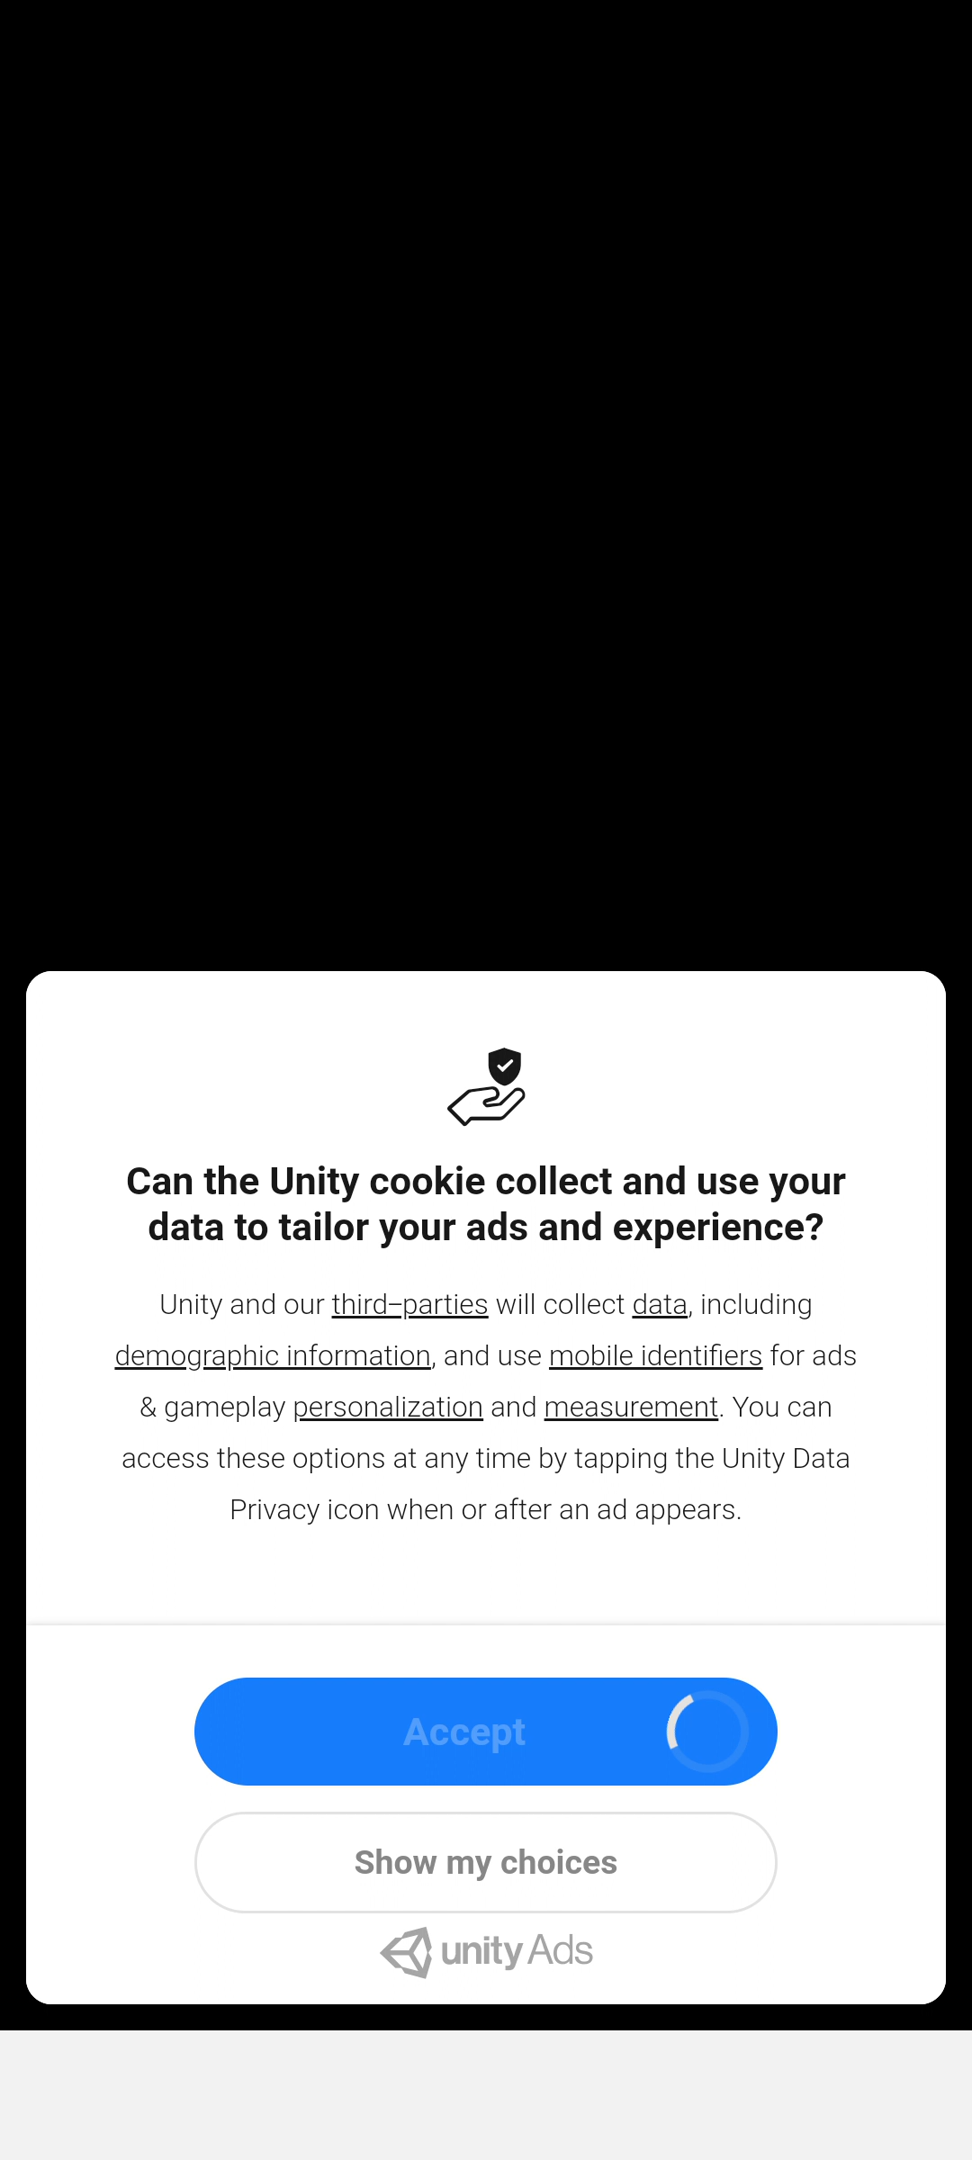 Can the Unity cookie collect and use your
data to tailor your ads and experience?
Unity and our third–parties will collect data, including
demographic information, and use mobile identifiers for ads
& gameplay personalization and measurement. You can
access these options at any time by tapping the Unity Data
Privacy icon when or after an ad appears.
Accept
Show my choices
unity Ads